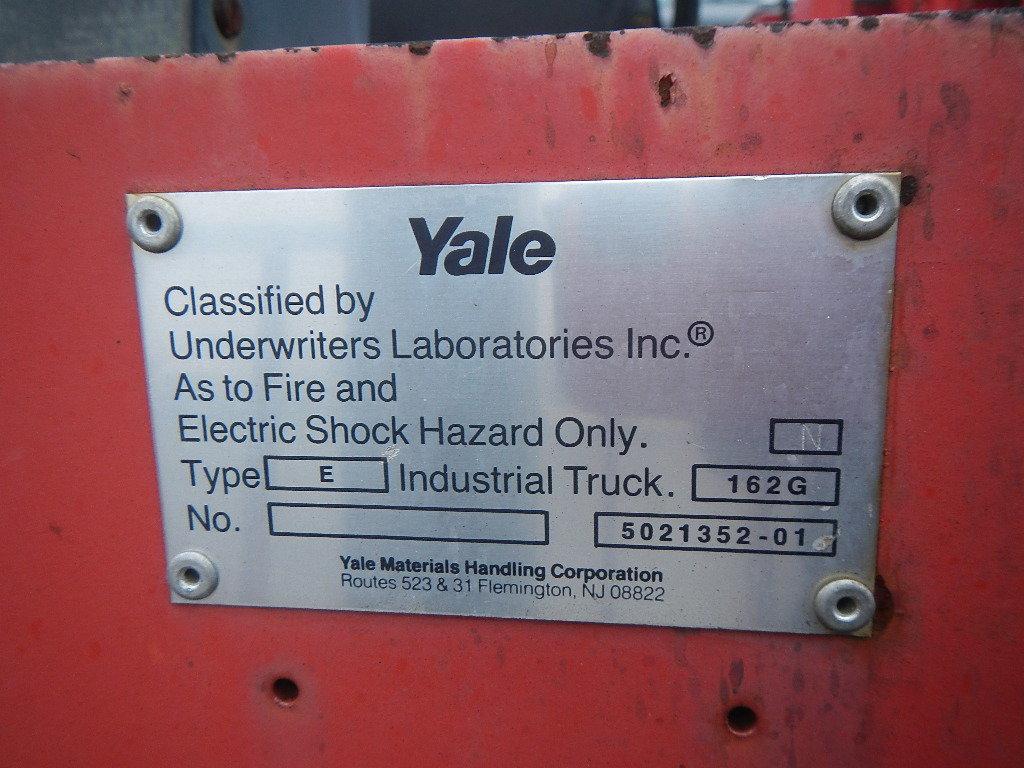 Yale
Classified by
Underwriters Laboratories Inc.®
As to Fire and
Electric Shock Hazard Only. N
Type E Industrial Truck. 162G
No. 5021352-01
Yale Materials Handling Corporation
Routes 523 & 31 Flemington, NJ 08822